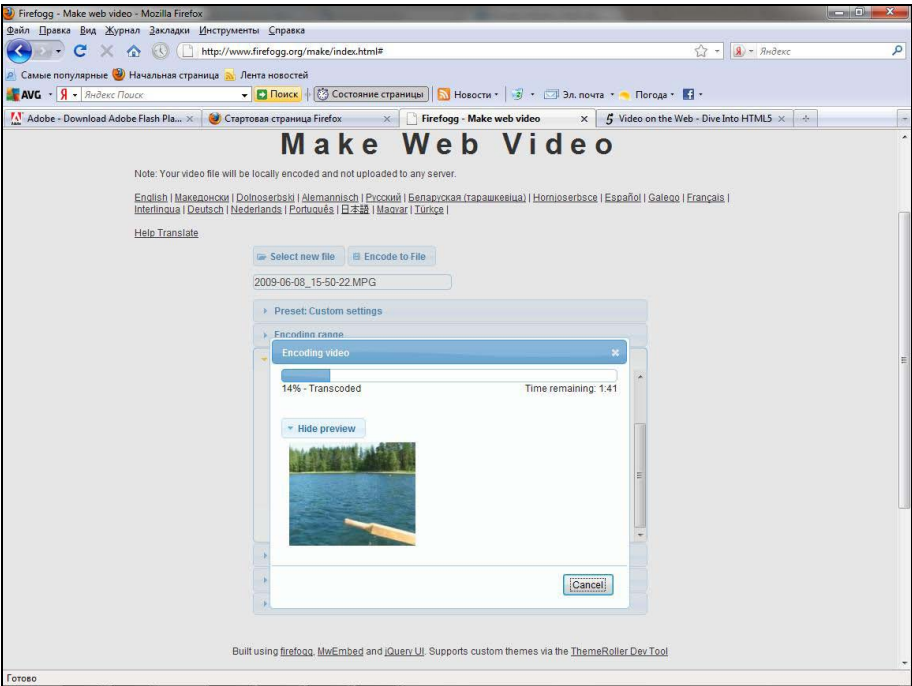 Firefogg - Make web video - Mozilla Firefox
Файл Правка Вид Журнал Закладки Инструменты Справка
http://www.firefogg.org/make/index.html#
Яндекс
Самые популярные Начальная страница Лента новостей
AVG Я Яндекс Поиск Поиск Состояние страницы Новости Эл. почта Погода
Adobe - Download Adobe Flash Pla... Стартовая страница Firefox Firefogg - Make web video Video on the Web - Dive Into HTML5
Make Web Video
Note: Your video file will be locally encoded and not uploaded to any server.
English | Македонски | Dolnoserbski | Alemannisch | Русский | Беларуская (тарашкевіца) | Hornjoserbsce | Español | Galego | Français |
Interlingua | Deutsch | Nederlands | Português | 日本語 | Magyar | Türkçe |
Help Translate
Select new file Encode to File
2009-06-08_15-50-22.MPG
Preset: Custom settings
Encoding range
Encoding video
14% - Transcoded Time remaining: 1:41
Hide preview
Cancel
Built using firefogg, MwEmbed and jQuery UI. Supports custom themes via the ThemeRoller Dev Tool
Готово